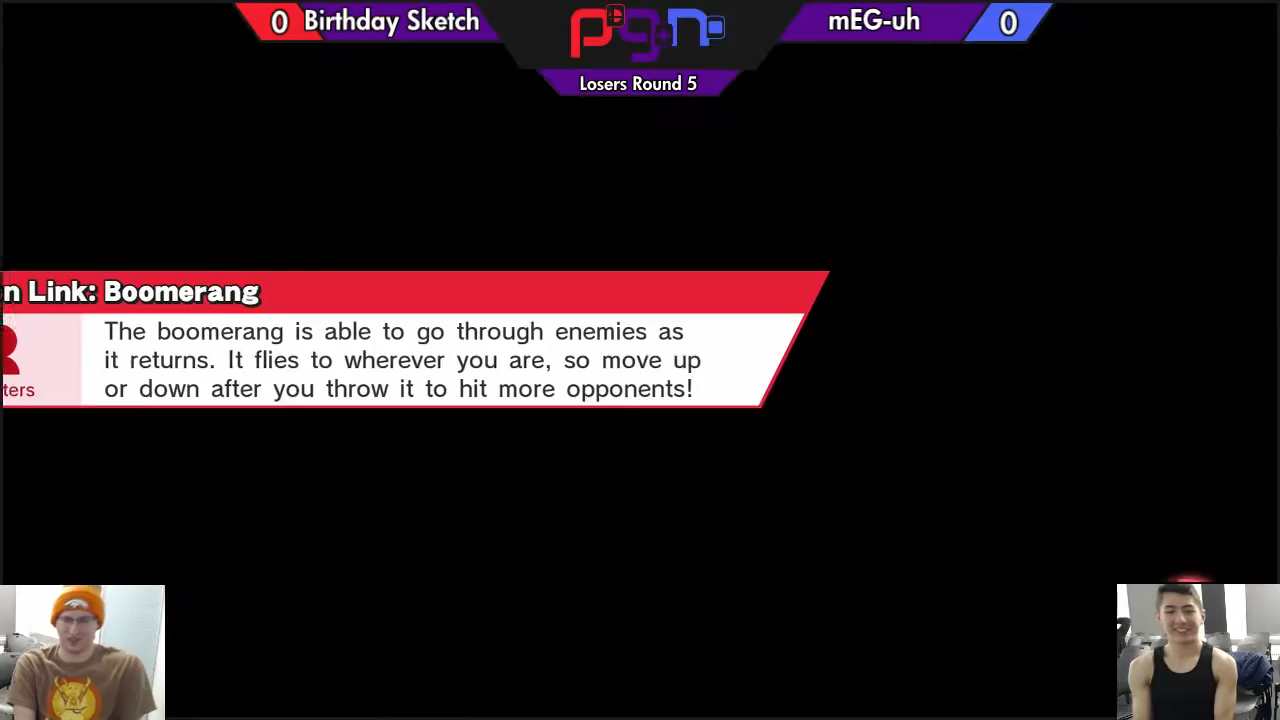 0 Birthday Sketch
pgn
mEG-uh 0
Losers Round 5
n Link: Boomerang
The boomerang is able to go through enemies as
it returns. It flies to wherever you are, so move up
or down after you throw it to hit more opponents!
ters